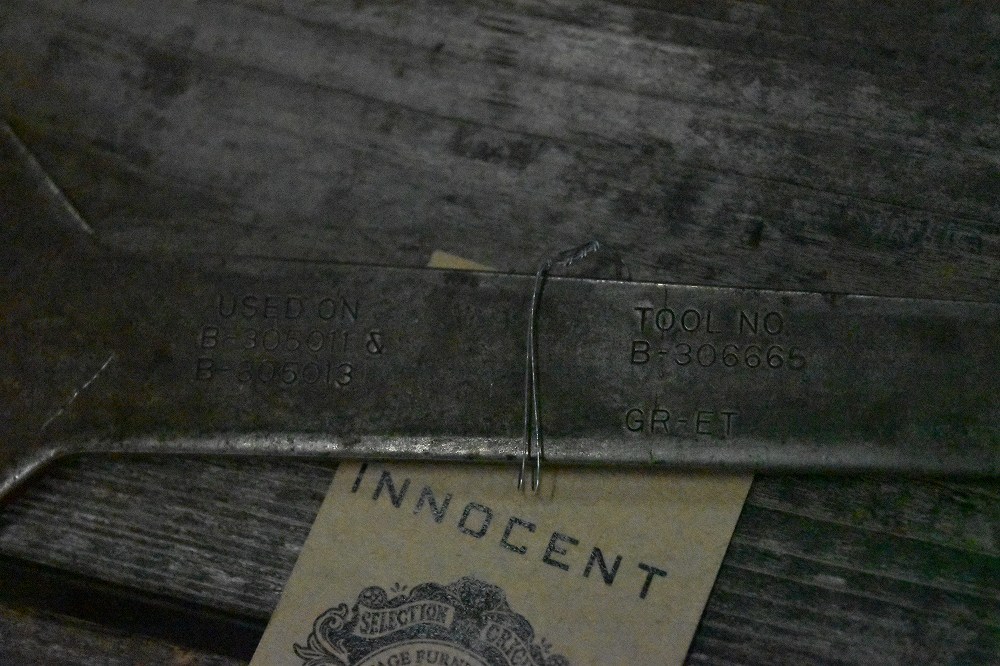 USED ON
B-305011 &
B-305013
TOOL NO.
B-306665
GR-ET
INNOCENT
SELECTION